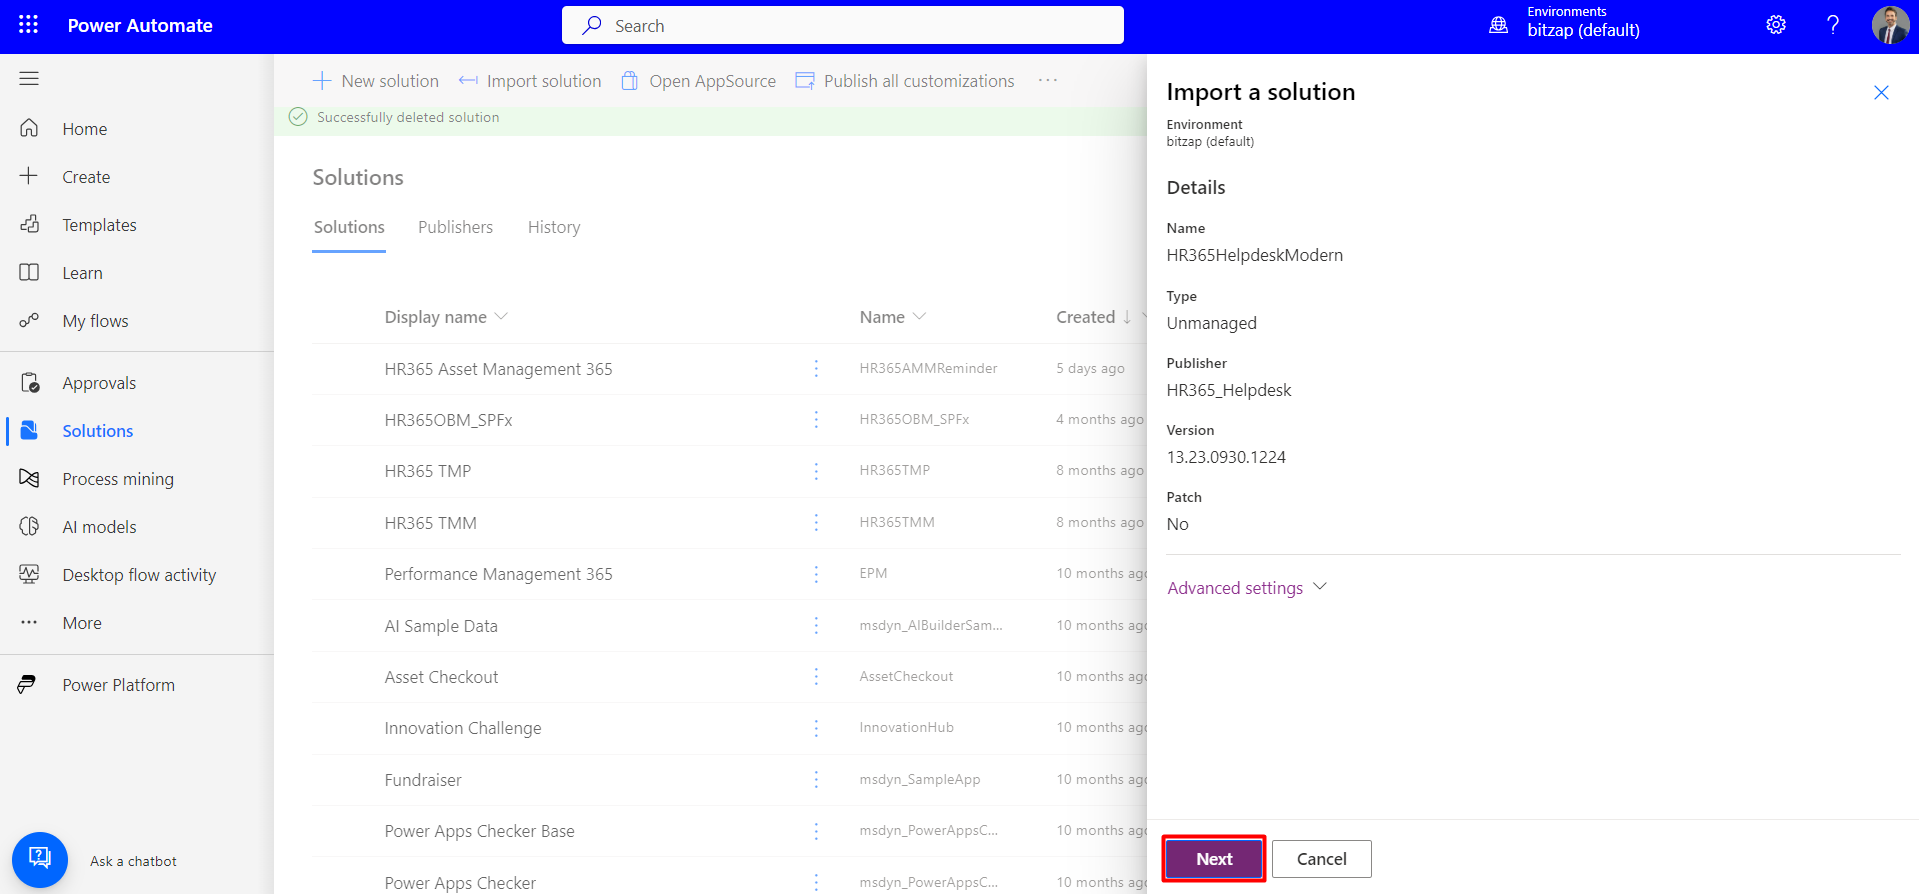 Power Automate
Search
Environments
bitzap (default)
Home
Create
Templates
Learn
My flows
Approvals
Solutions
Process mining
AI models
Desktop flow activity
More
Power Platform
Ask a chatbot
New solution
Import solution
Open AppSource
Publish all customizations
Successfully deleted solution
Solutions
Solutions Publishers History
Display name Name Created
HR365 Asset Management 365 HR365AMMReminder 5 days ago
HR365OBM_SPFx HR365OBM_SPFx 4 months ago
HR365 TMP HR365TMP 8 months ago
HR365 TMM HR365TMM 8 months ago
Performance Management 365 EPM 10 months ago
AI Sample Data msdyn_AIBuilderSam... 10 months ago
Asset Checkout AssetCheckout 10 months ago
Innovation Challenge InnovationHub 10 months ago
Fundraiser msdyn_SampleApp 10 months ago
Power Apps Checker Base msdyn_PowerAppsC... 10 months ago
Power Apps Checker msdyn_PowerAppsC... 10 months ago
Import a solution
Environment
bitzap (default)
Details
Name
HR365HelpdeskModern
Type
Unmanaged
Publisher
HR365_Helpdesk
Version
13.23.0930.1224
Patch
No
Advanced settings
Next
Cancel